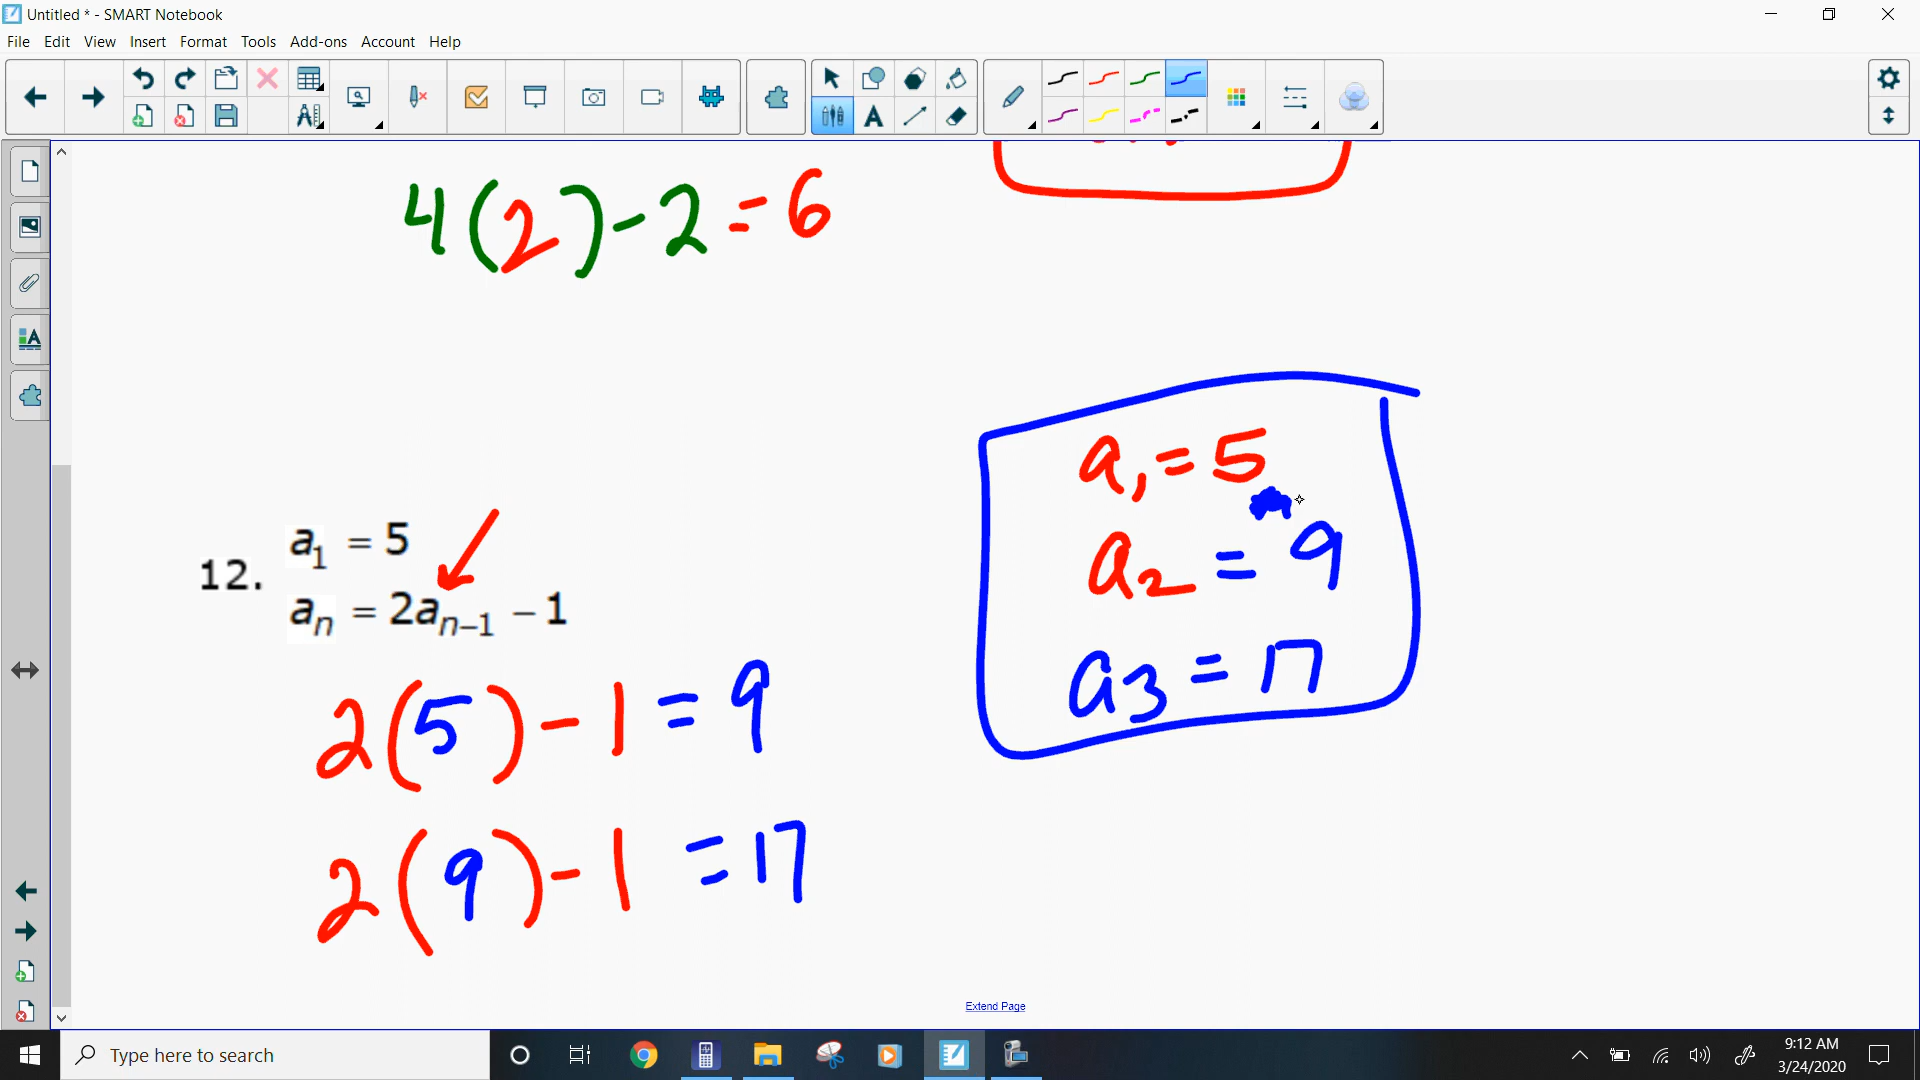 Untitled * - SMART Notebook
File Edit View Insert Format Tools Add-ons Account Help
4(2)-2=6
a₁=5
a₂ = 9
a₃ = 17
12.
a₁ = 5
aₙ = 2aₙ₋₁ – 1
2(5)-1=9
2(9)-1 =17
Extend Page
Type here to search
9:12 AM
3/24/2020